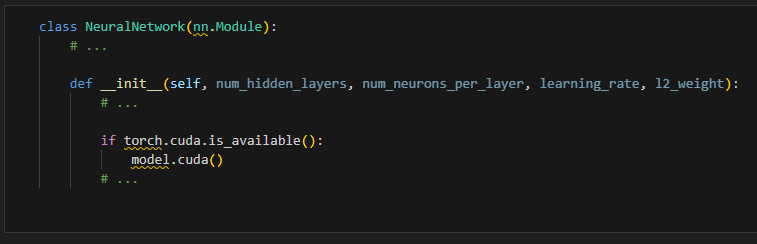 class NeuralNetwork(nn.Module):
    # ...
    def __init__(self, num_hidden_layers, num_neurons_per_layer, learning_rate, l2_weight):
        # ...
        if torch.cuda.is_available():
            model.cuda()
        # ...